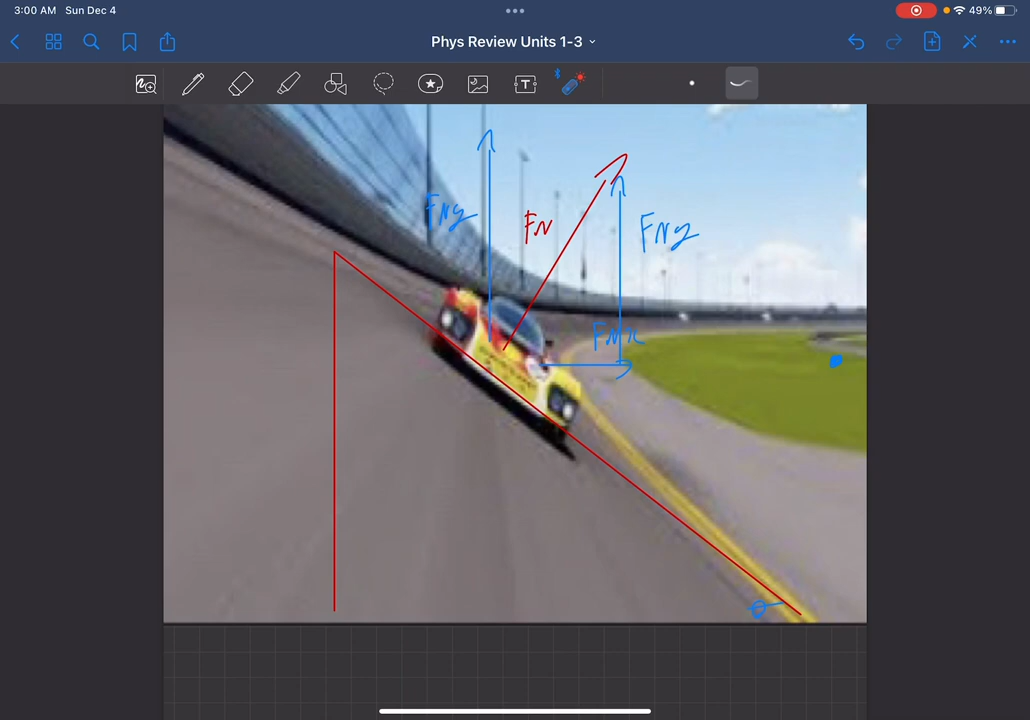 3:00 AM Sun Dec 4
49%
Phys Review Units 1-3
T
FNy
FN
FNy
FNx
θ